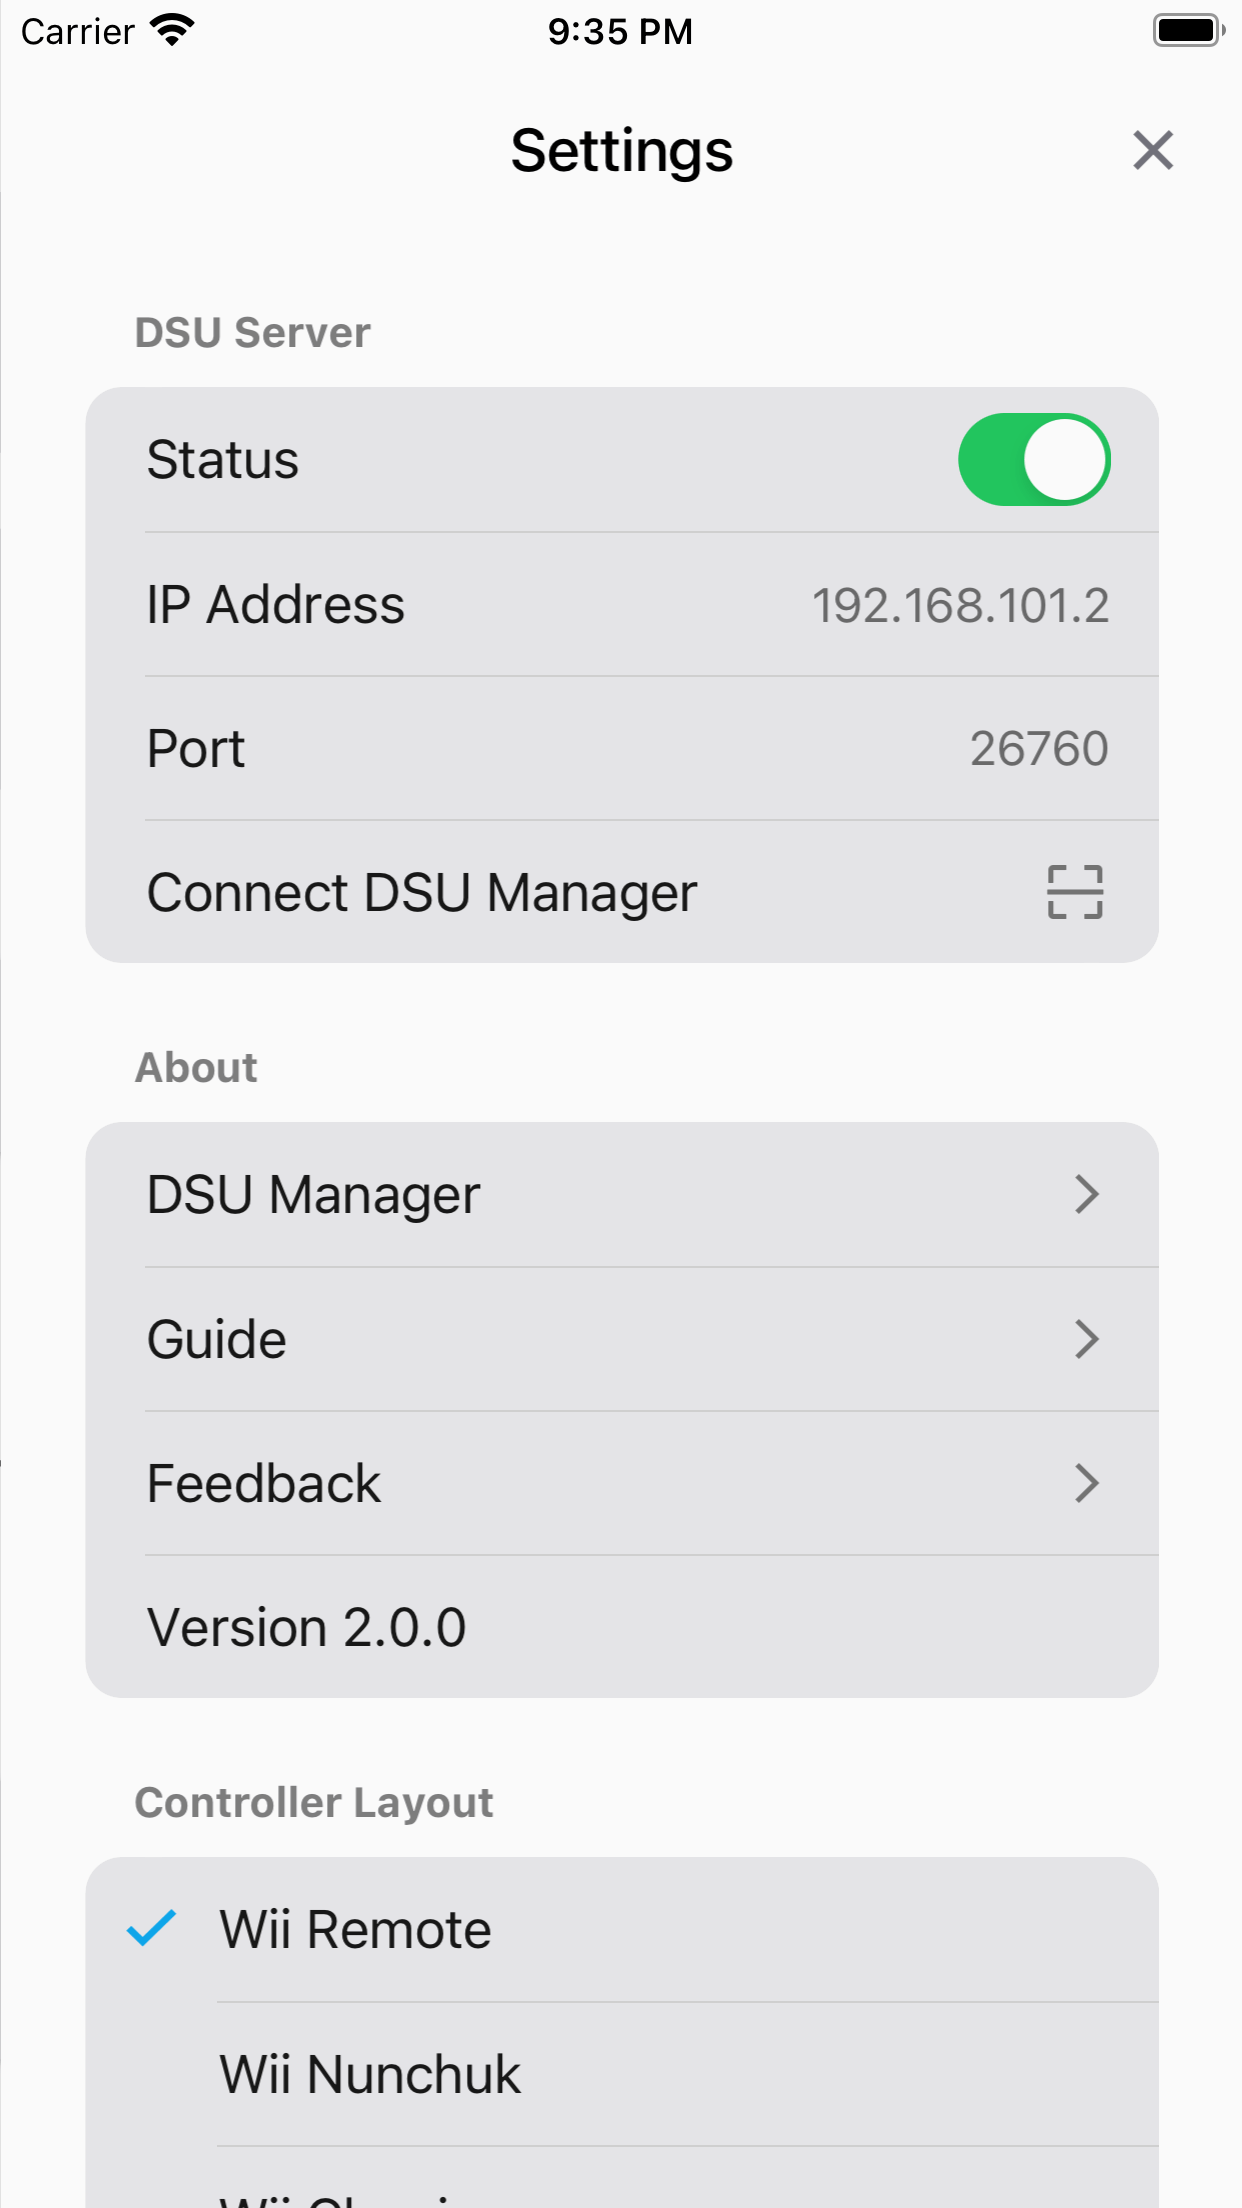 Carrier 9:35 PM
Settings
DSU Server
Status
IP Address 192.168.101.2
Port 26760
Connect DSU Manager
About
DSU Manager
Guide
Feedback
Version 2.0.0
Controller Layout
Wii Remote
Wii Nunchuk